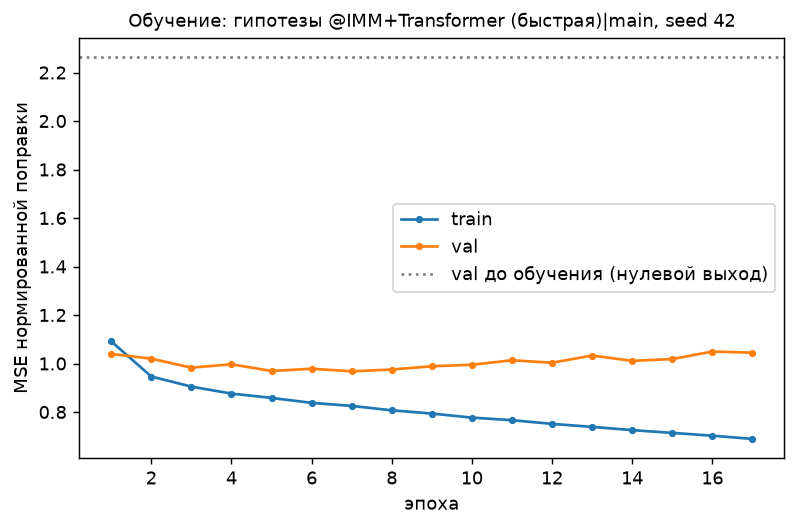 Обучение: гипотезы @IMM+Transformer (быстрая)|main, seed 42
MSE нормированной поправки
2.2
2.0
1.8
1.6
1.4
1.2
1.0
0.8
train
val
val до обучения (нулевой выход)
2 4 6 8 10 12 14 16
эпоха